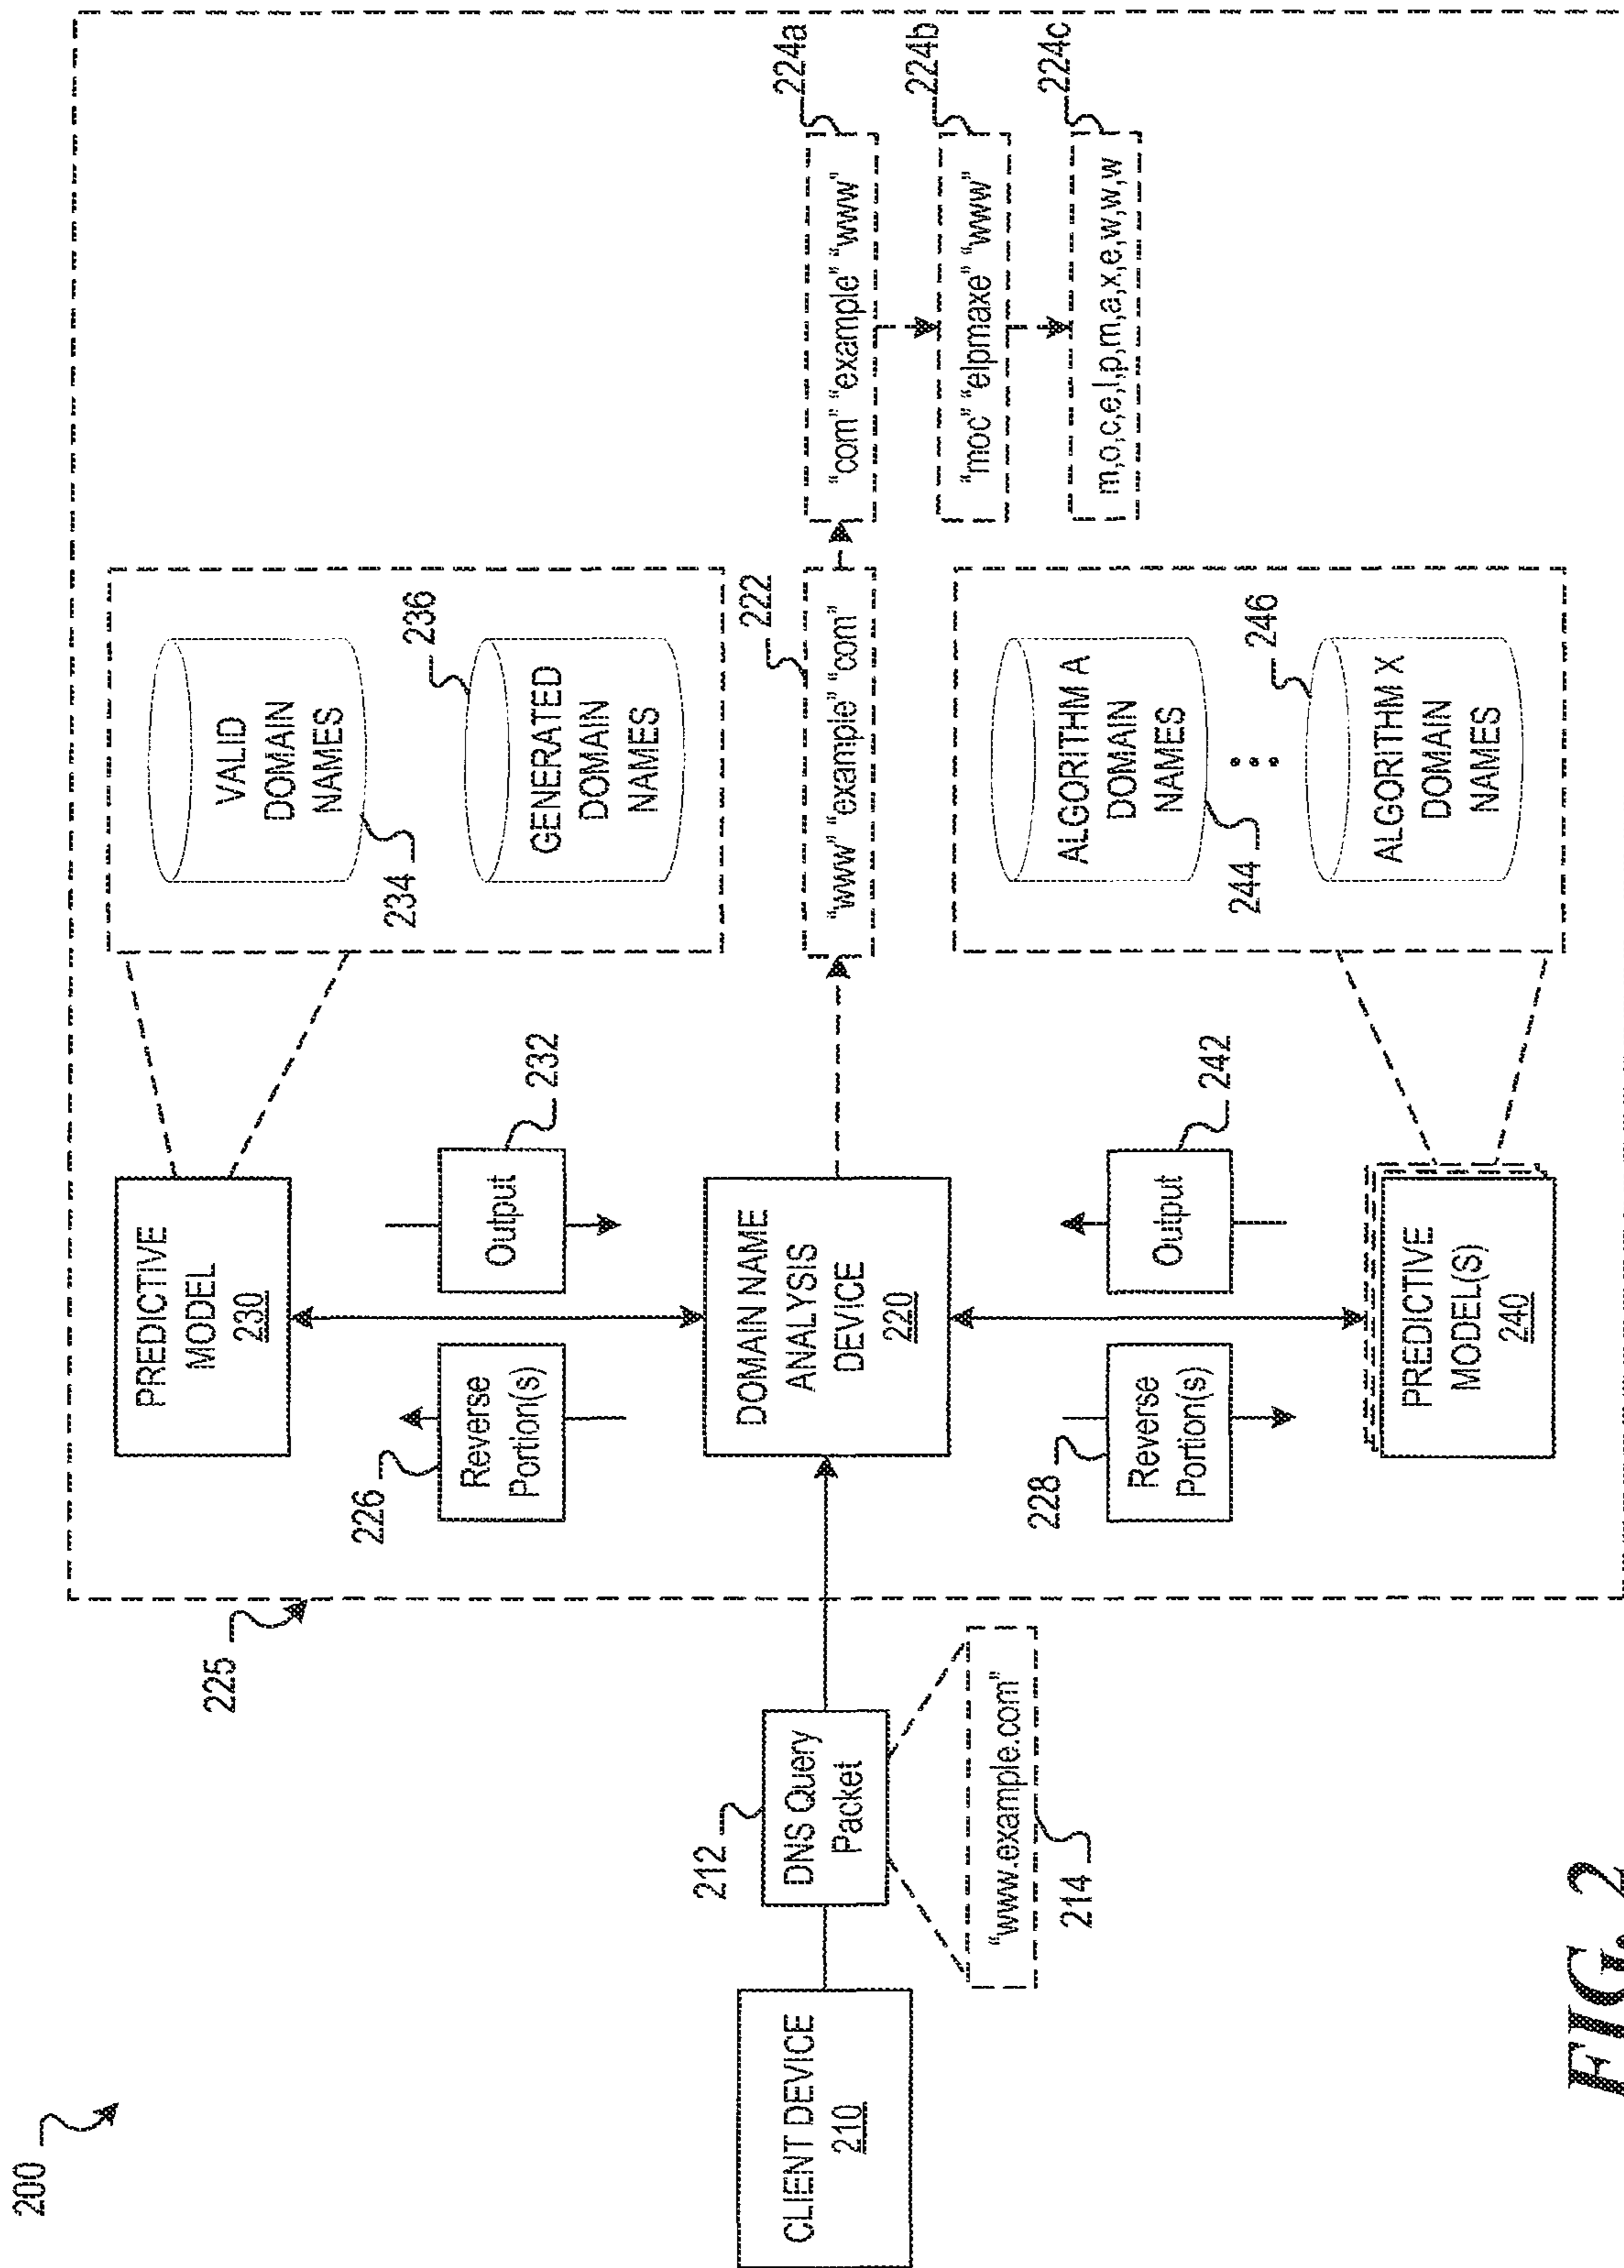 200
225
PREDICTIVE
MODEL
230
VALID
DOMAIN
NAMES
234
236
GENERATED
DOMAIN
NAMES
226
Reverse
Portion(s)
Output
232
CLIENT DEVICE
210
212
DNS Query
Packet
"www.example.com"
214
DOMAIN NAME
ANALYSIS
DEVICE
220
222
"www" "example" "com"
224a
"com" "example" "www"
224b
"moc" "elpmaxe" "www"
224c
m,o,c,e,l,p,m,a,x,e,w,w,w
228
Reverse
Portion(s)
Output
242
PREDICTIVE
MODEL(S)
240
ALGORITHM A
DOMAIN
NAMES
244
246
ALGORITHM X
DOMAIN
NAMES
FIG. 2